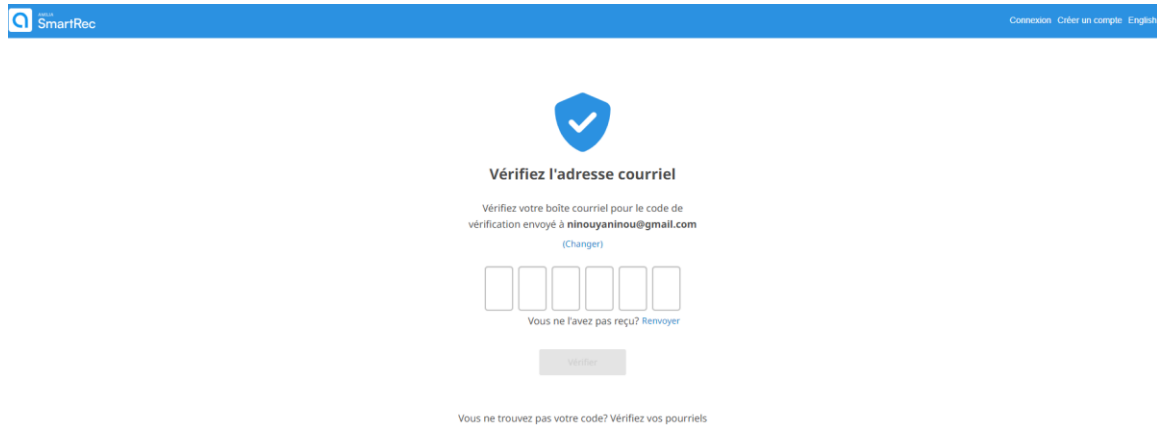 SmartRec
Connexion Créer un compte English
Vérifiez l'adresse courriel
Vérifiez votre boîte courriel pour le code de
vérification envoyé à ninouyaninou@gmail.com
(Changer)
Vous ne l'avez pas reçu? Renvoyer
Vérifier
Vous ne trouvez pas votre code? Vérifiez vos pourriels